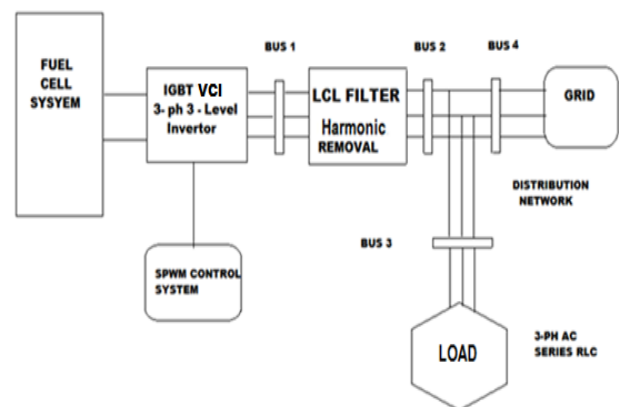 FUEL
CELL
SYSYEM
IGBT VCI
3- ph 3 - Level
Invertor
BUS 1
LCL FILTER
Harmonic
REMOVAL
BUS 2
BUS 4
GRID
DISTRIBUTION
NETWORK
BUS 3
SPWM CONTROL
SYSTEM
LOAD
3-PH AC
SERIES RLC